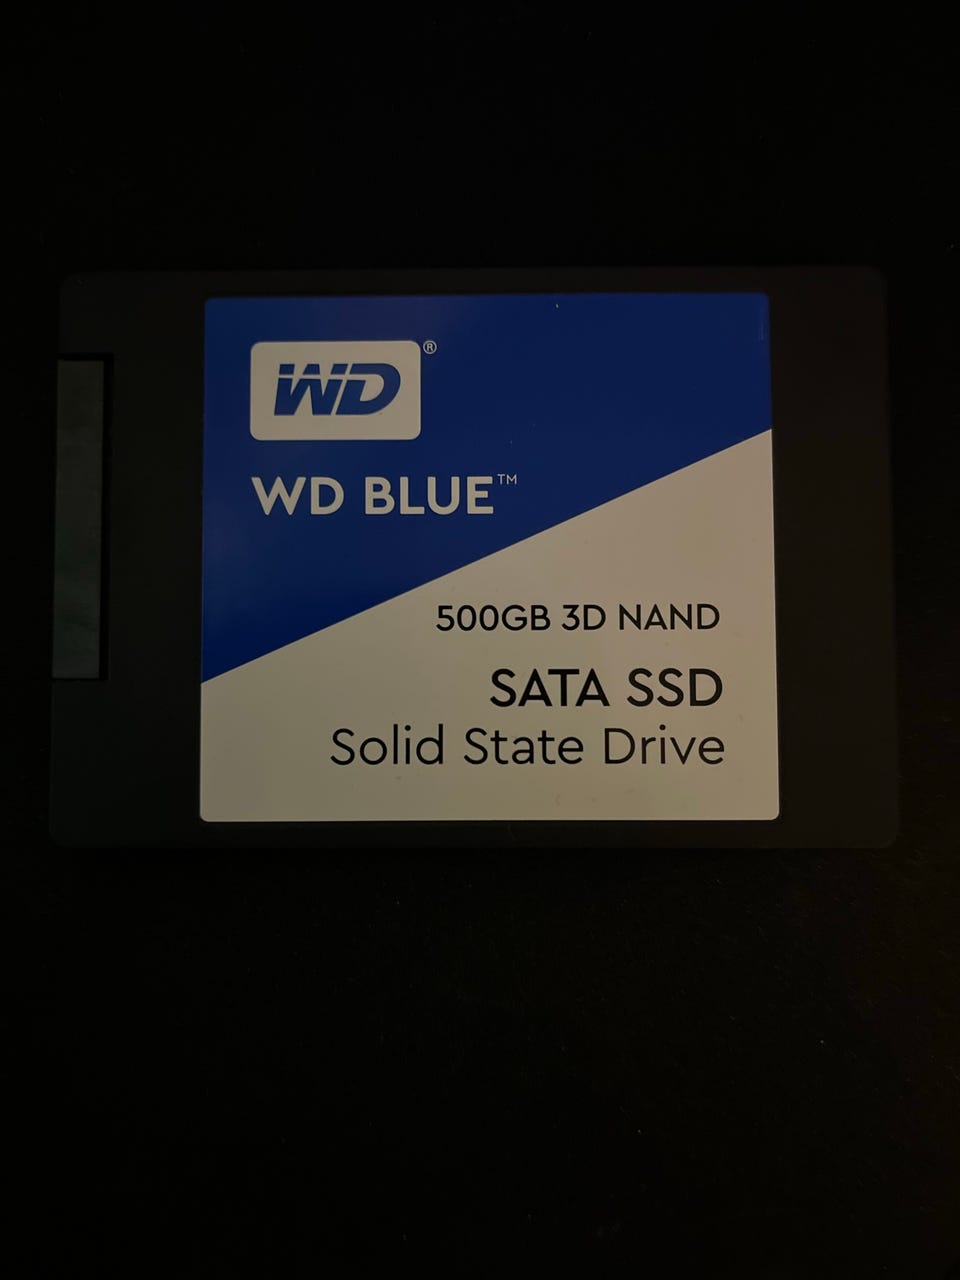 WD®
WD BLUE™
500GB 3D NAND
SATA SSD
Solid State Drive